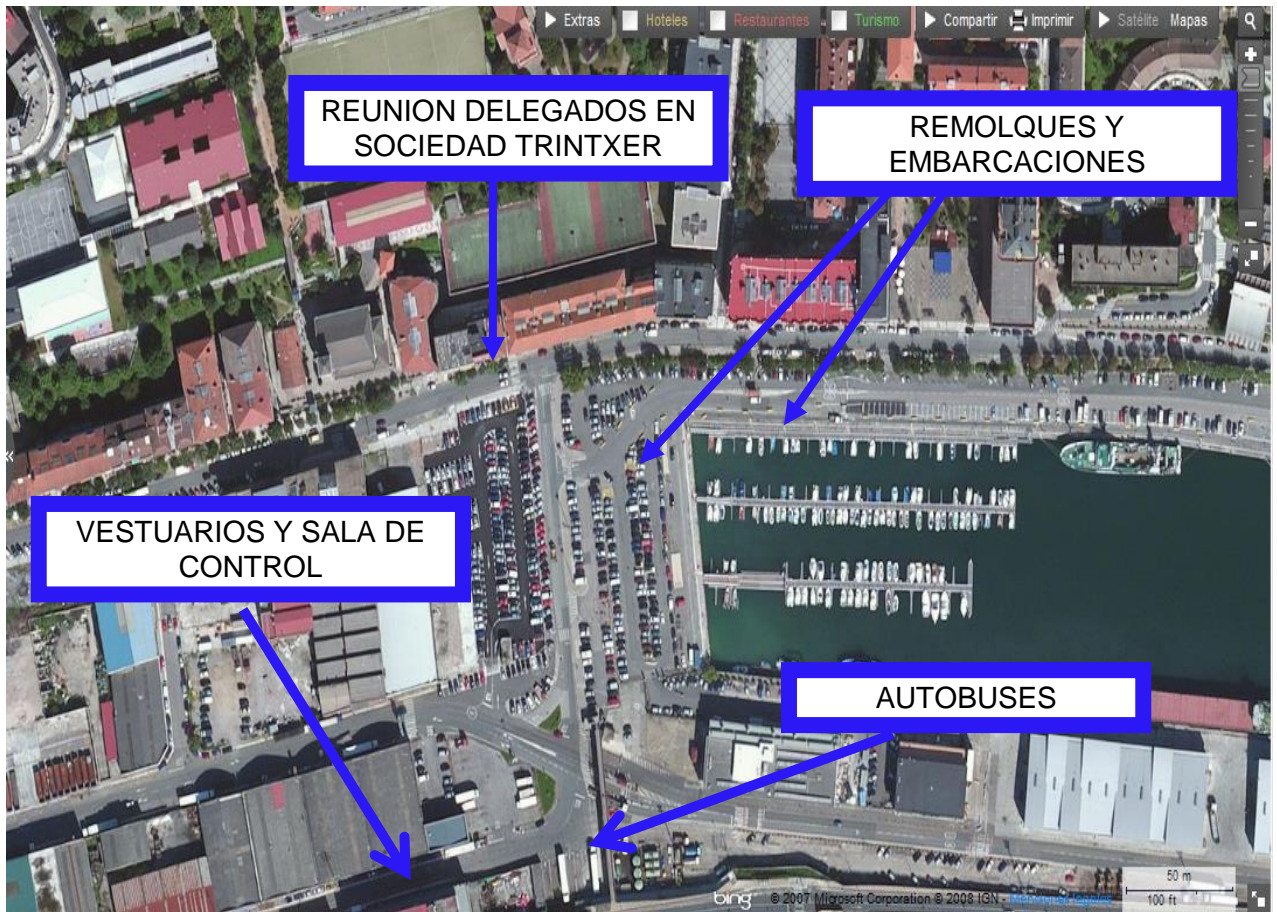 Extras Hoteles Restaurantes Turismo Compartir Imprimir Satélite Mapas
REUNION DELEGADOS EN
SOCIEDAD TRINTXER
REMOLQUES Y
EMBARCACIONES
VESTUARIOS Y SALA DE
CONTROL
AUTOBUSES
50 m
100 ft
bing © 2007 Microsoft Corporation © 2008 IGN -